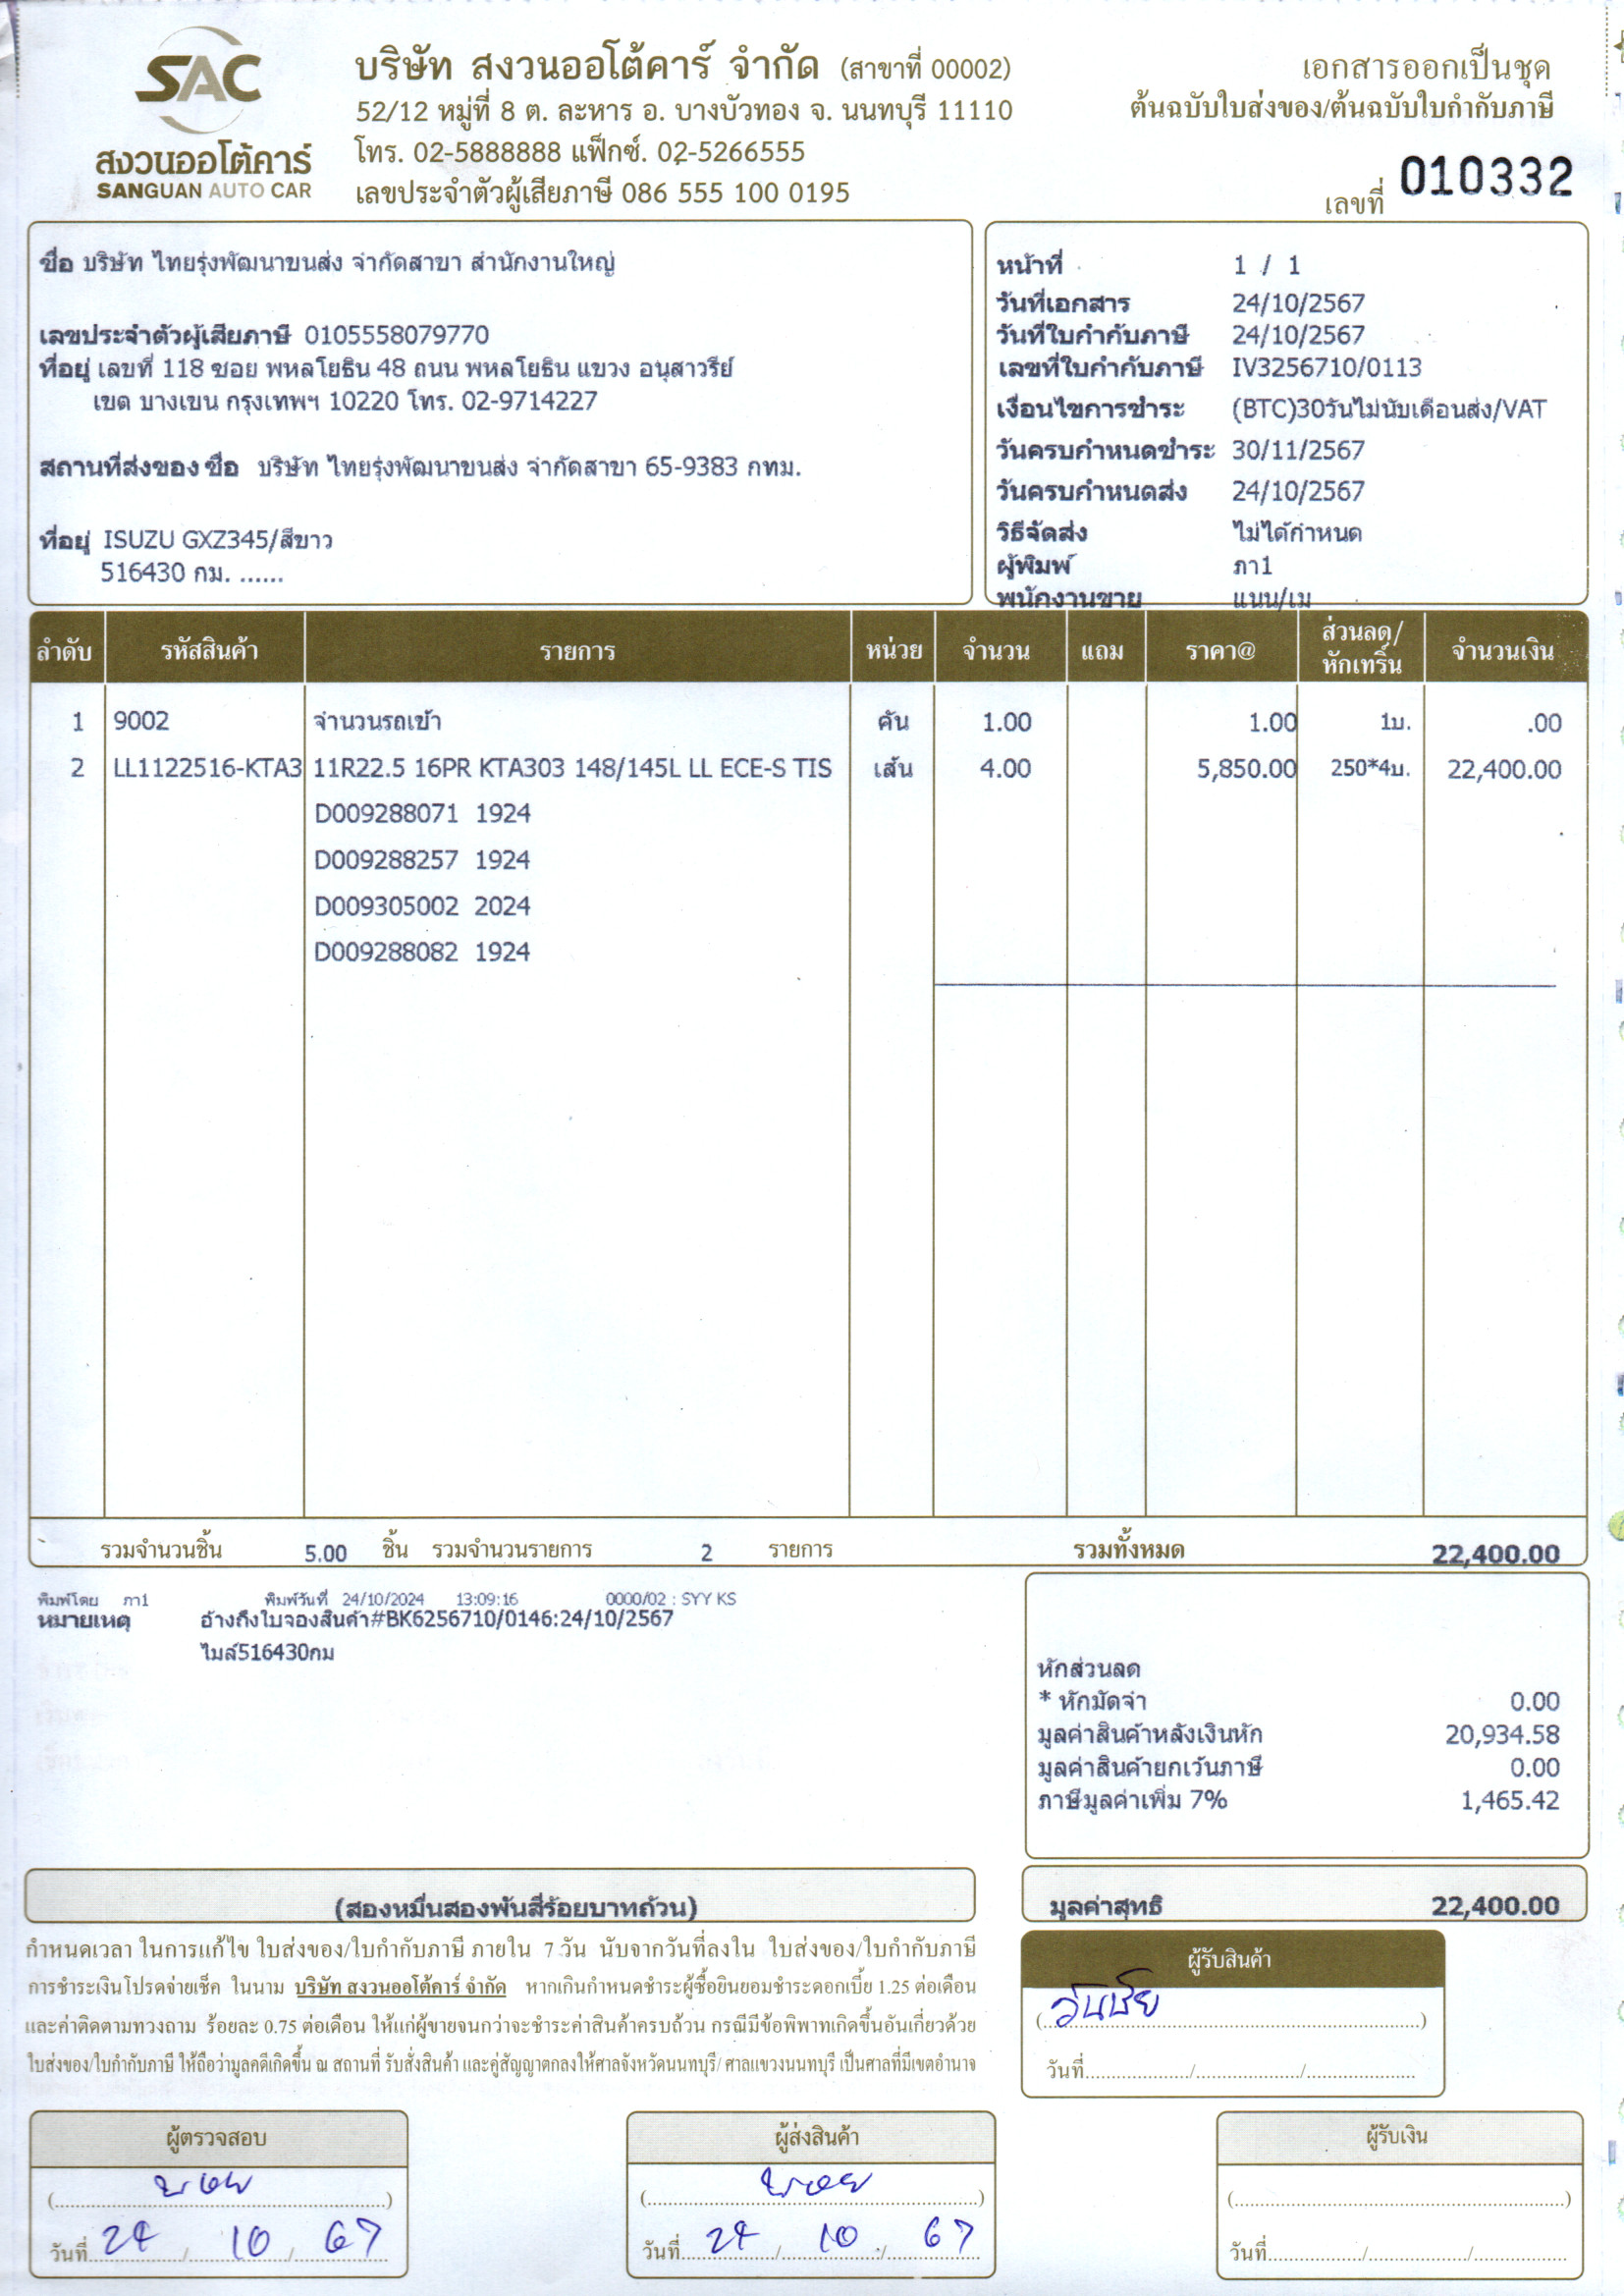 SAC
สงวนออโต้คาร์
SANGUAN AUTO CAR
บริษัท สงวนออโต้คาร์ จำกัด (สาขาที่ 00002)
52/12 หมู่ที่ 8 ต. ละหาร อ. บางบัวทอง จ. นนทบุรี 11110
โทร. 02-5888888 แฟ็กซ์. 02-5266555
เลขประจำตัวผู้เสียภาษี 086 555 100 0195
เอกสารออกเป็นชุด
ต้นฉบับใบส่งของ/ต้นฉบับใบกำกับภาษี
เลขที่ 010332
ชื่อ บริษัท ไทยรุ่งพัฒนาขนส่ง จำกัดสาขา สำนักงานใหญ่
เลขประจำตัวผู้เสียภาษี 0105558079770
ที่อยู่ เลขที่ 118 ซอย พหลโยธิน 48 ถนน พหลโยธิน แขวง อนุสาวรีย์
เขต บางเขน กรุงเทพฯ 10220 โทร. 02-9714227
สถานที่ส่งของ ชื่อ บริษัท ไทยรุ่งพัฒนาขนส่ง จำกัดสาขา 65-9383 กทม.
ที่อยู่ ISUZU GXZ345/สีขาว
516430 กม. ......
หน้าที่ 1 / 1
วันที่เอกสาร 24/10/2567
วันที่ใบกำกับภาษี 24/10/2567
เลขที่ใบกำกับภาษี IV3256710/0113
เงื่อนไขการชำระ (BTC)30วันไม่นับเดือนส่ง/VAT
วันครบกำหนดชำระ 30/11/2567
วันครบกำหนดส่ง 24/10/2567
วิธีจัดส่ง ไม่ได้กำหนด
ผู้พิมพ์ ภา1
พนักงานขาย แนน/เม
ลำดับ รหัสสินค้า รายการ หน่วย จำนวน แถม ราคา@ ส่วนลด/หักเทริ์น จำนวนเงิน
1 9002 จำนวนรถเข้า คัน 1.00 1.00 1บ. .00
2 LL1122516-KTA3 11R22.5 16PR KTA303 148/145L LL ECE-S TIS เส้น 4.00 5,850.00 250*4บ. 22,400.00
D009288071 1924
D009288257 1924
D009305002 2024
D009288082 1924
รวมจำนวนชิ้น 5.00 ชิ้น รวมจำนวนรายการ 2 รายการ รวมทั้งหมด 22,400.00
พิมพ์โดย ภา1 พิมพ์วันที่ 24/10/2024 13:09:16 0000/02 : SYY KS
หมายเหตุ อ้างถึงใบจองสินค้า#BK6256710/0146:24/10/2567
ไมล์516430กม
หักส่วนลด
* หักมัดจำ 0.00
มูลค่าสินค้าหลังเงินหัก 20,934.58
มูลค่าสินค้ายกเว้นภาษี 0.00
ภาษีมูลค่าเพิ่ม 7% 1,465.42
(สองหมื่นสองพันสี่ร้อยบาทถ้วน)
มูลค่าสุทธิ 22,400.00
กำหนดเวลา ในการแก้ไข ใบส่งของ/ใบกำกับภาษี ภายใน 7 วัน นับจากวันที่ลงใน ใบส่งของ/ใบกำกับภาษี
การชำระเงินโปรดจ่ายเช็ค ในนาม บริษัท สงวนออโต้คาร์ จำกัด หากเกินกำหนดชำระผู้ซื้อยินยอมชำระดอกเบี้ย 1.25 ต่อเดือน
และค่าติดตามทวงถาม ร้อยละ 0.75 ต่อเดือน ให้แก่ผู้ขายจนกว่าจะชำระค่าสินค้าครบถ้วน กรณีมีข้อพิพาทเกิดขึ้นอันเกี่ยวด้วย
ใบส่งของ/ใบกำกับภาษี ให้ถือว่ามูลคดีเกิดขึ้น ณ สถานที่ รับสั่งสินค้า และคู่สัญญาตกลงให้ศาลจังหวัดนนทบุรี/ ศาลแขวงนนทบุรี เป็นศาลที่มีเขตอำนาจ
ผู้รับสินค้า
(วันชัย)
วันที่....../....../......
ผู้ตรวจสอบ
วันที่ 24/10/67
ผู้ส่งสินค้า
วันที่ 24/10/67
ผู้รับเงิน
(......)
วันที่....../....../......